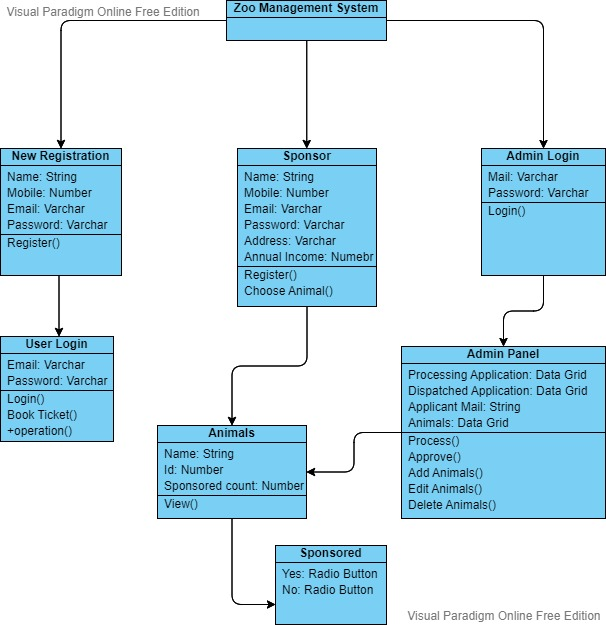 Visual Paradigm Online Free Edition
Zoo Management System
New Registration
Name: String
Mobile: Number
Email: Varchar
Password: Varchar
Register()
Sponsor
Name: String
Mobile: Number
Email: Varchar
Password: Varchar
Address: Varchar
Annual Income: Numebr
Register()
Choose Animal()
Admin Login
Mail: Varchar
Password: Varchar
Login()
User Login
Email: Varchar
Password: Varchar
Login()
Book Ticket()
+operation()
Admin Panel
Processing Application: Data Grid
Dispatched Application: Data Grid
Applicant Mail: String
Animals: Data Grid
Process()
Approve()
Add Animals()
Edit Animals()
Delete Animals()
Animals
Name: String
Id: Number
Sponsored count: Number
View()
Sponsored
Yes: Radio Button
No: Radio Button
Visual Paradigm Online Free Edition